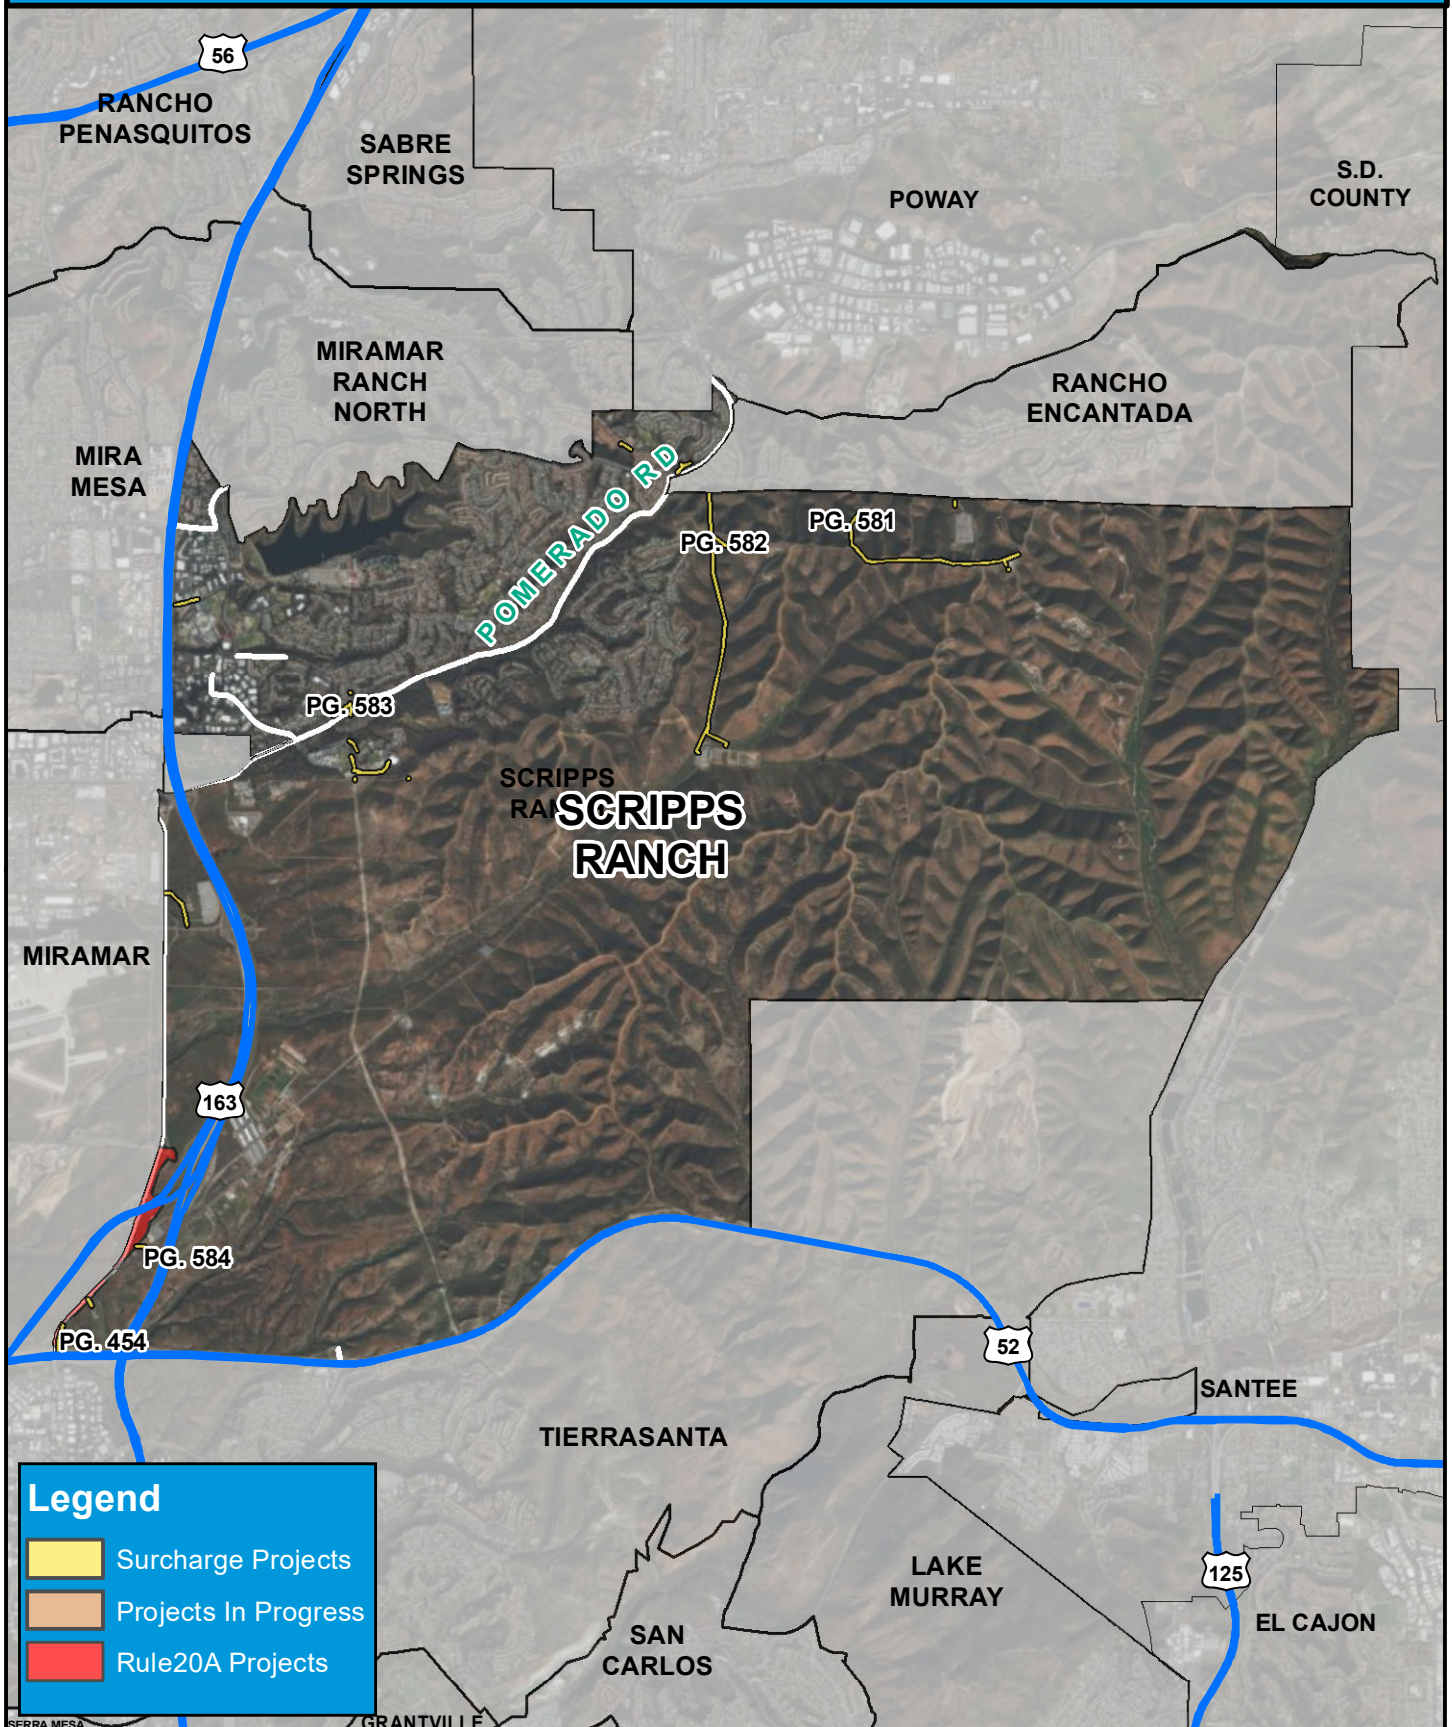 56
RANCHO
PENASQUITOS
SABRE
SPRINGS
POWAY
S.D.
COUNTY
MIRAMAR
RANCH
NORTH
RANCHO
ENCANTADA
MIRA
MESA
POMERADO RD
PG. 581
PG. 582
PG. 583
SCRIPPS
SCRIPPS
RANCH
MIRAMAR
163
PG. 584
PG. 454
52
SANTEE
TIERRASANTA
Legend
Surcharge Projects
Projects In Progress
Rule20A Projects
LAKE
MURRAY
125
EL CAJON
SAN
CARLOS
SERRA MESA
GRANTVILLE